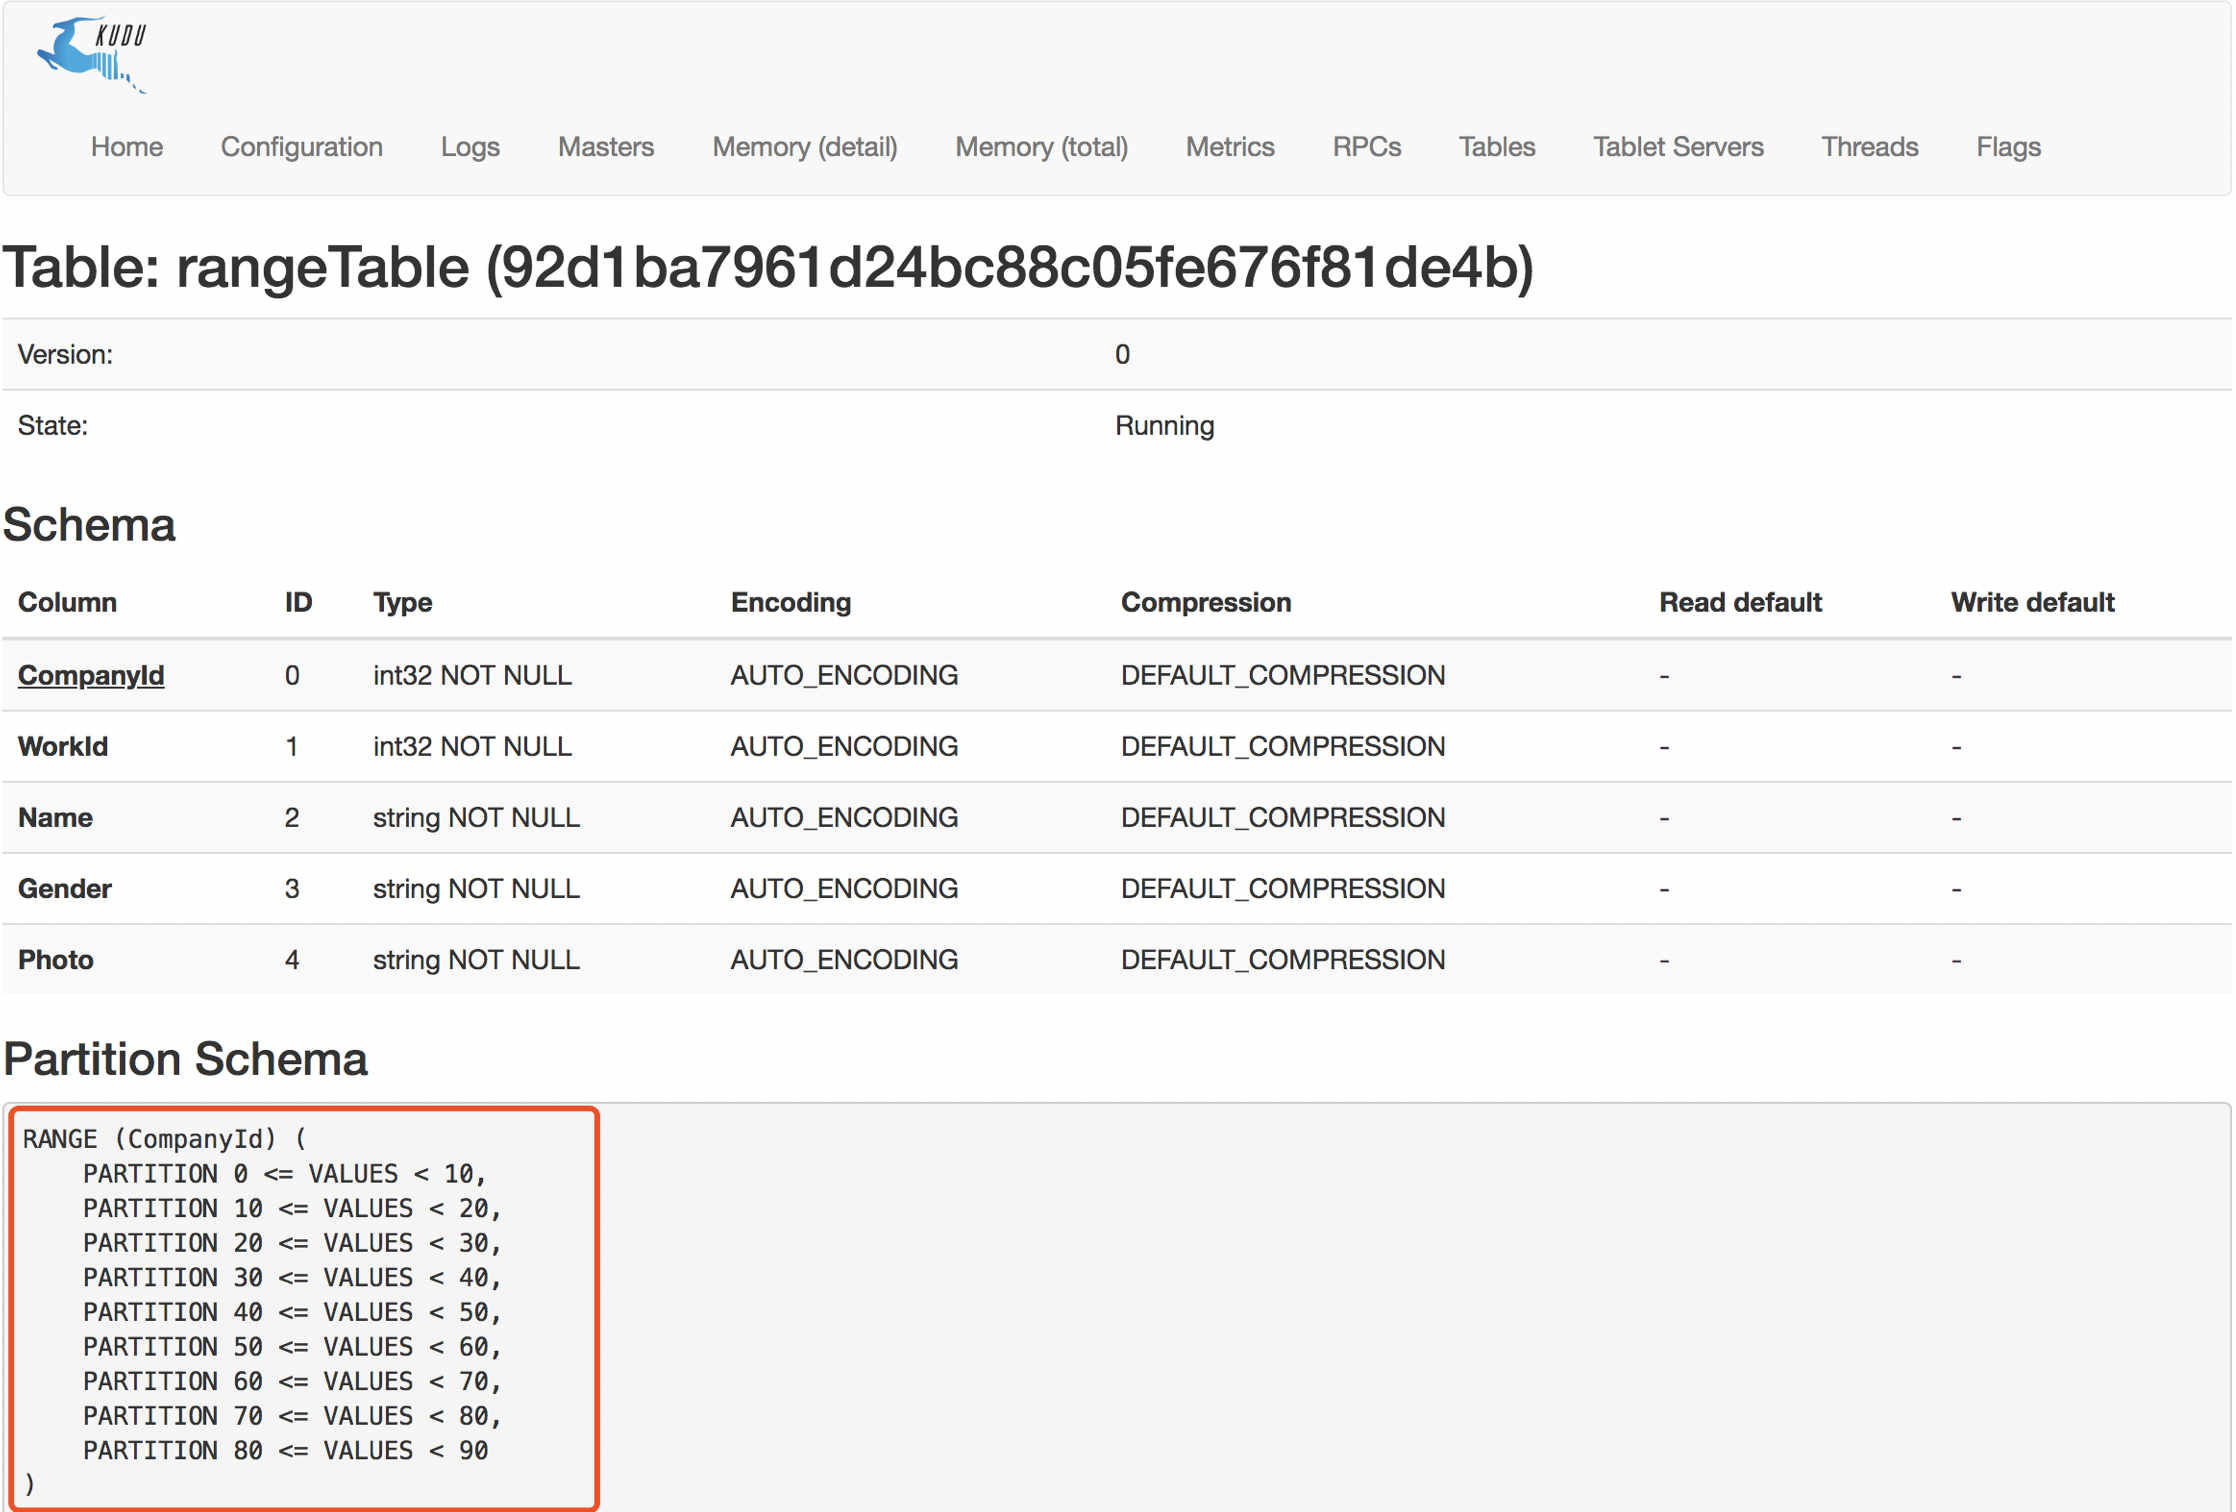 KUDU
Home Configuration Logs Masters Memory (detail) Memory (total) Metrics RPCs Tables Tablet Servers Threads Flags
Table: rangeTable (92d1ba7961d24bc88c05fe676f81de4b)
Version: 0
State: Running
Schema
Column ID Type Encoding Compression Read default Write default
CompanyId 0 int32 NOT NULL AUTO_ENCODING DEFAULT_COMPRESSION - -
WorkId 1 int32 NOT NULL AUTO_ENCODING DEFAULT_COMPRESSION - -
Name 2 string NOT NULL AUTO_ENCODING DEFAULT_COMPRESSION - -
Gender 3 string NOT NULL AUTO_ENCODING DEFAULT_COMPRESSION - -
Photo 4 string NOT NULL AUTO_ENCODING DEFAULT_COMPRESSION - -
Partition Schema
RANGE (CompanyId) (
    PARTITION 0 <= VALUES < 10,
    PARTITION 10 <= VALUES < 20,
    PARTITION 20 <= VALUES < 30,
    PARTITION 30 <= VALUES < 40,
    PARTITION 40 <= VALUES < 50,
    PARTITION 50 <= VALUES < 60,
    PARTITION 60 <= VALUES < 70,
    PARTITION 70 <= VALUES < 80,
    PARTITION 80 <= VALUES < 90
)